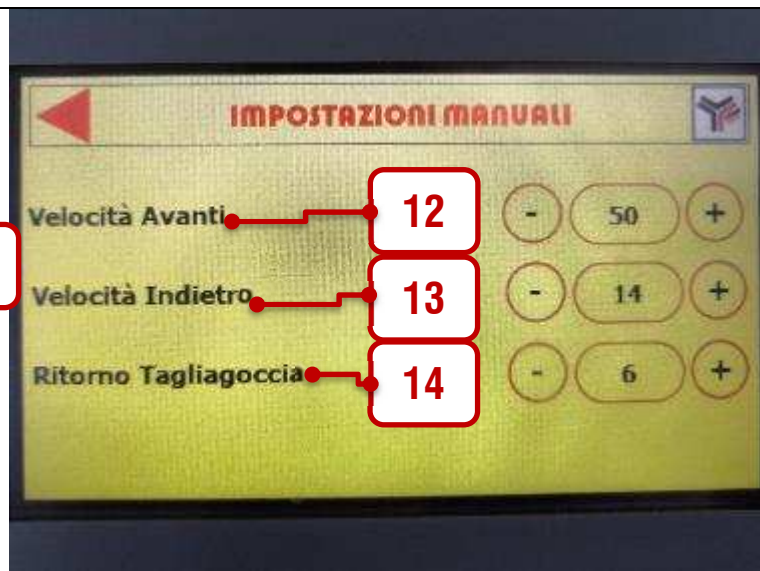 IMPOSTAZIONI MANUALI
Velocità Avanti 12 - 50 +
Velocità Indietro 13 - 14 +
Ritorno Tagliagoccia 14 - 6 +